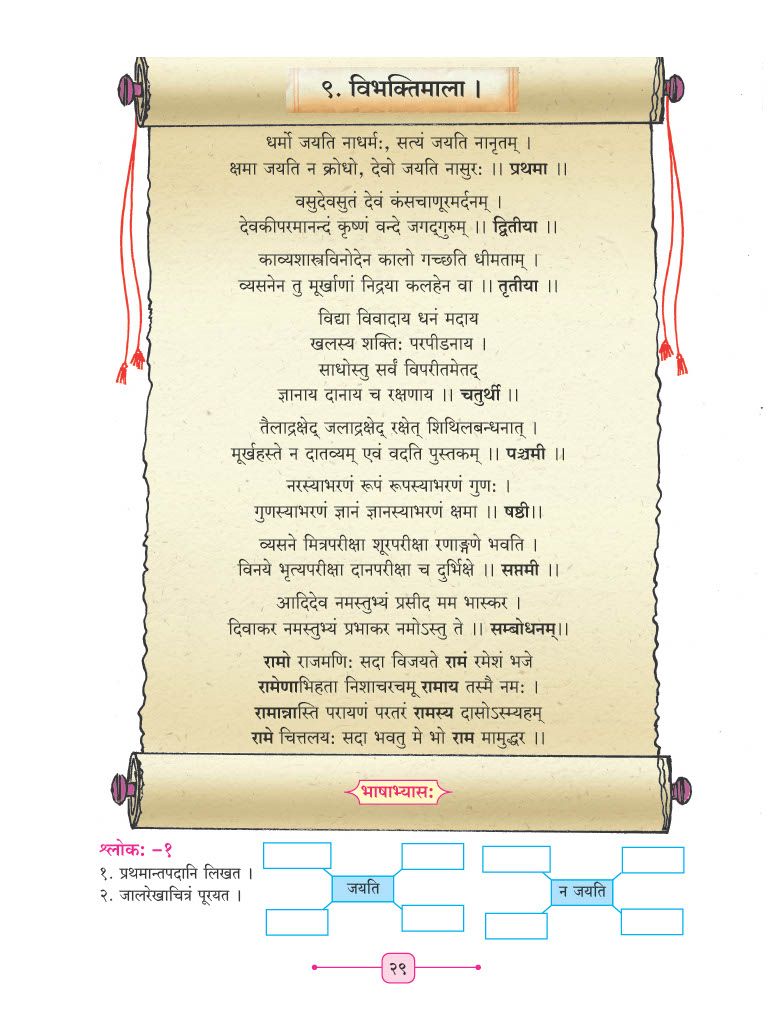 ९. विभक्तिमाला ।
धर्मो जयति नाधर्मः, सत्यं जयति नानृतम् ।
क्षमा जयति न क्रोधो, देवो जयति नासुरः ।। प्रथमा ।।
वसुदेवसुतं देवं कंसचाणूरमर्दनम् ।
देवकीपरमानन्दं कृष्णं वन्दे जगद्‌गुरुम् ।। द्वितीया ।।
काव्यशास्त्रविनोदेन कालो गच्छति धीमताम् ।
व्यसनेन तु मूर्खाणां निद्रया कलहेन वा ।। तृतीया ।।
विद्या विवादाय धनं मदाय
खलस्य शक्तिः परपीडनाय ।
साधोस्तु सर्वं विपरीतमेतद्
ज्ञानाय दानाय च रक्षणाय ।। चतुर्थी ।।
तैलाद्रक्षेद् जलाद्रक्षेद् रक्षेत् शिथिलबन्धनात् ।
मूर्खहस्ते न दातव्यम् एवं वदति पुस्तकम् ।। पञ्चमी ।।
नरस्याभरणं रूपं रूपस्याभरणं गुणः ।
गुणस्याभरणं ज्ञानं ज्ञानस्याभरणं क्षमा ।। षष्ठी।।
व्यसने मित्रपरीक्षा शूरपरीक्षा रणाङ्गणे भवति ।
विनये भृत्यपरीक्षा दानपरीक्षा च दुर्भिक्षे ।। सप्तमी ।।
आदिदेव नमस्तुभ्यं प्रसीद मम भास्कर ।
दिवाकर नमस्तुभ्यं प्रभाकर नमोऽस्तु ते ।। सम्बोधनम्।।
रामो राजमणिः सदा विजयते रामं रमेशं भजे
रामेणाभिहता निशाचरचमू रामाय तस्मै नमः ।
रामान्नास्ति परायणं परतरं रामस्य दासोऽस्म्यहम्
रामे चित्तलयः सदा भवतु मे भो राम मामुद्धर ।।
भाषाभ्यासः
श्लोकः -१
१. प्रथमान्तपदानि लिखत ।
२. जालरेखाचित्रं पूरयत ।
जयति
न जयति
२९